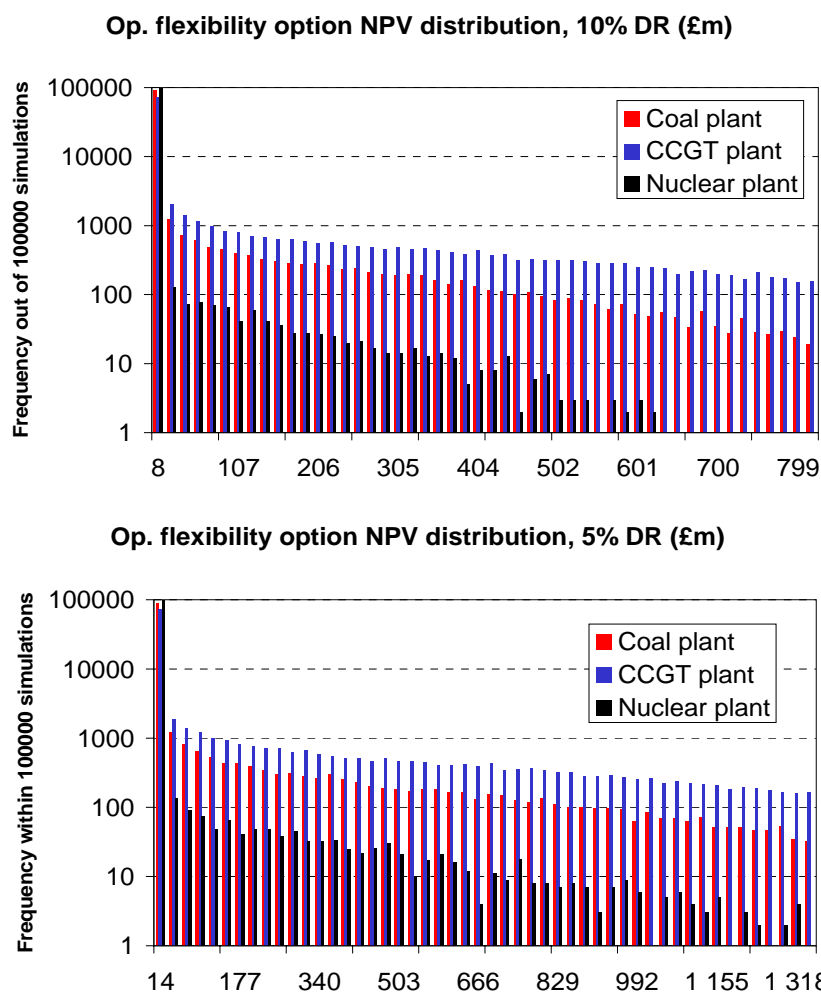 Op. flexibility option NPV distribution, 10% DR (£m)
Frequency out of 100000 simulations
100000
10000
1000
100
10
1
Coal plant
CCGT plant
Nuclear plant
8 107 206 305 404 502 601 700 799
Op. flexibility option NPV distribution, 5% DR (£m)
Frequency within 100000 simulations
100000
10000
1000
100
10
1
Coal plant
CCGT plant
Nuclear plant
14 177 340 503 666 829 992 1 155 1 318